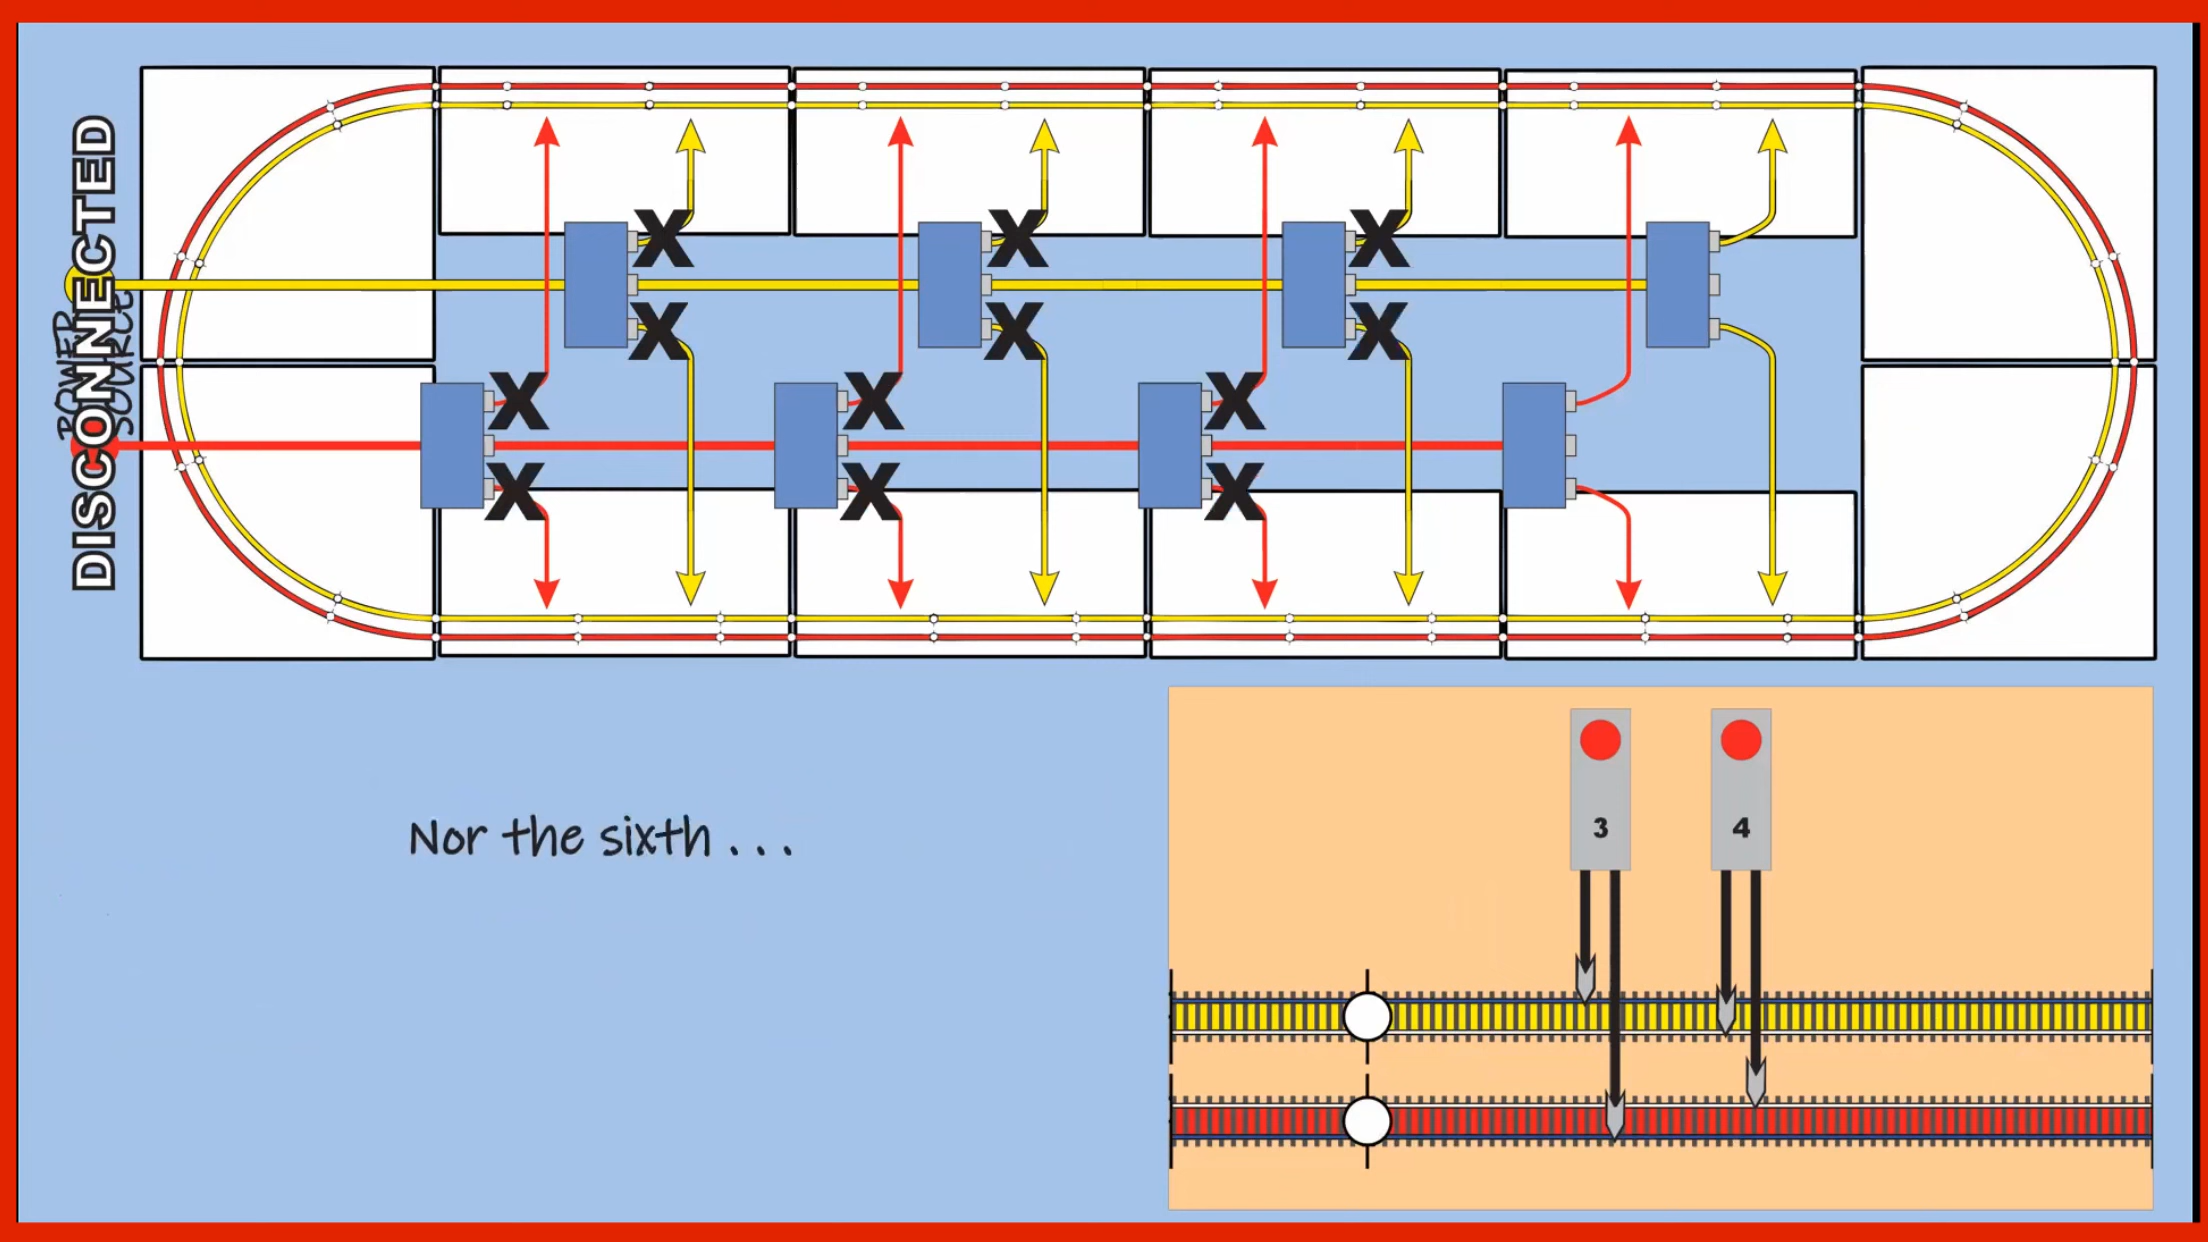 DISCONNECTED
POWER
SOURCE
X X X
X X X
X X X
X X X
3 4
Nor the sixth . . .